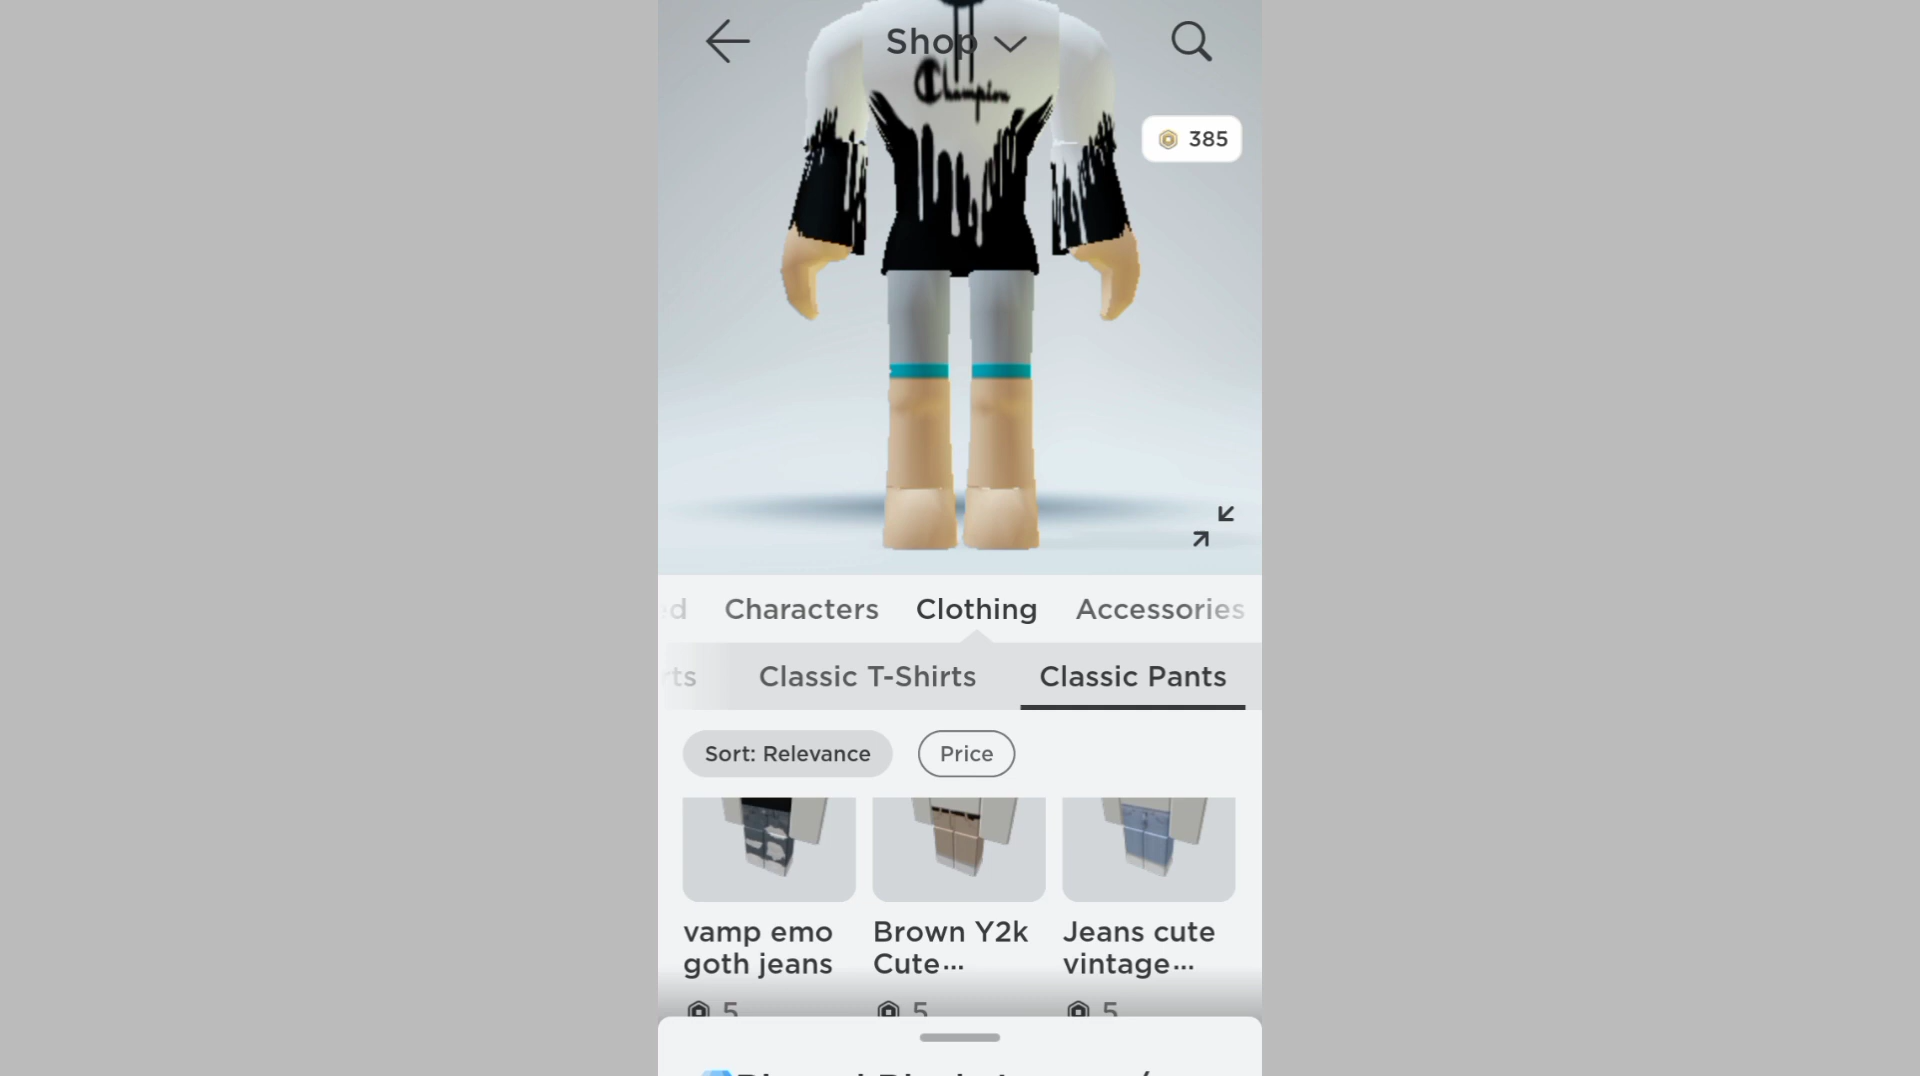 Shop
Champion
385
Characters Clothing Accessories
Classic T-Shirts Classic Pants
Sort: Relevance Price
vamp emo goth jeans
Brown Y2k Cute...
Jeans cute vintage...
5 5 5